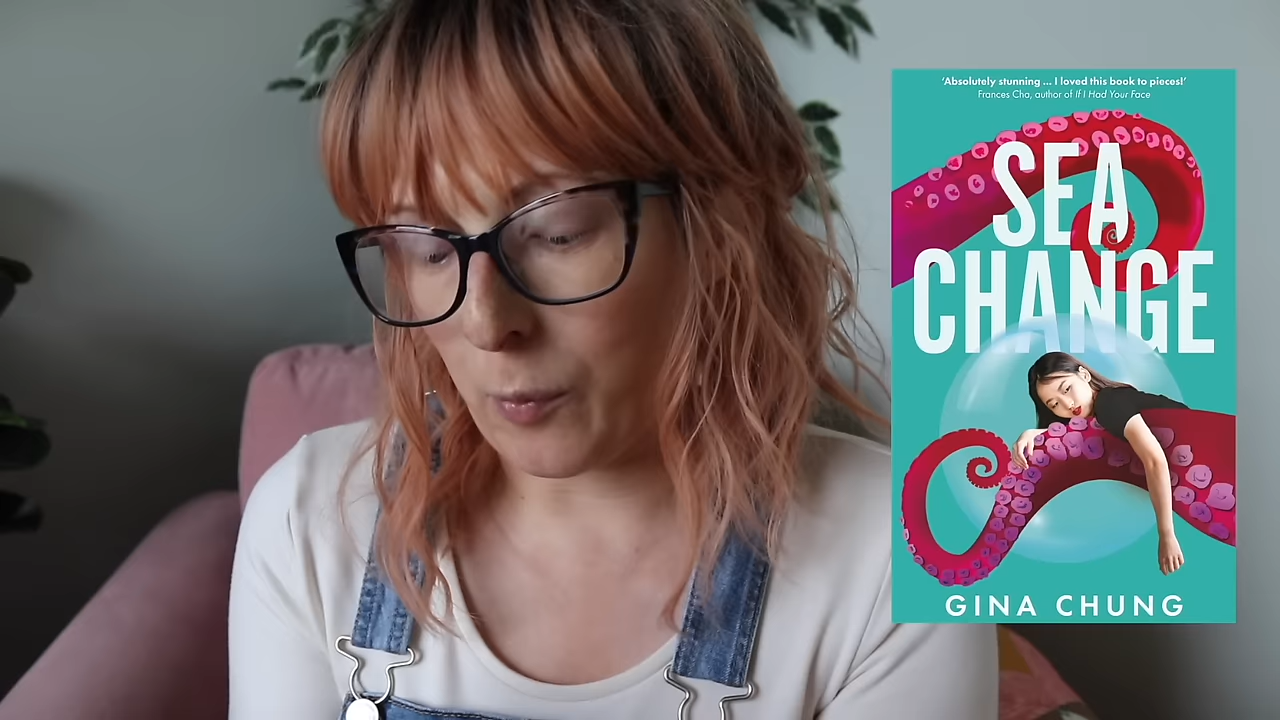 ‘Absolutely stunning ... I loved this book to pieces!’
Frances Cha, author of If I Had Your Face
SEA
CHANGE
GINA CHUNG